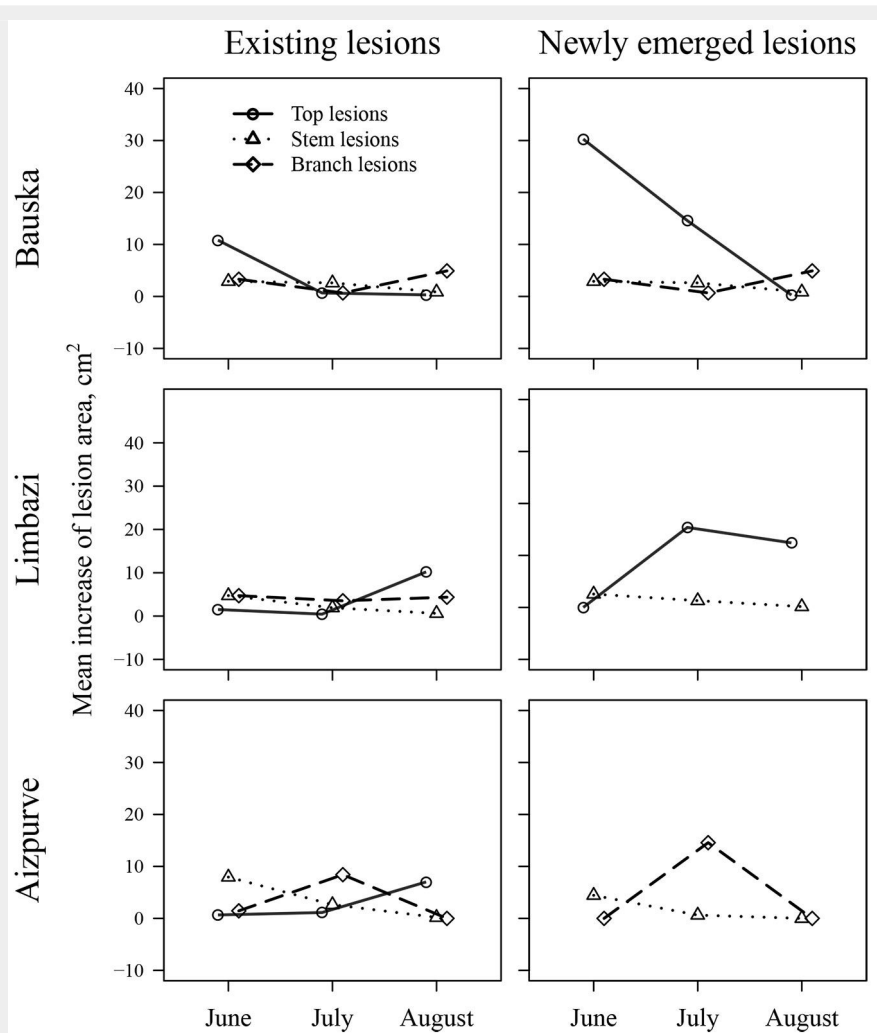 Existing lesions
Newly emerged lesions
Bauska
40
30
20
10
0
−10
Top lesions
Stem lesions
Branch lesions
Mean increase of lesion area, cm²
Limbazi
40
30
20
10
0
−10
Aizpurve
40
30
20
10
0
−10
June July August
June July August